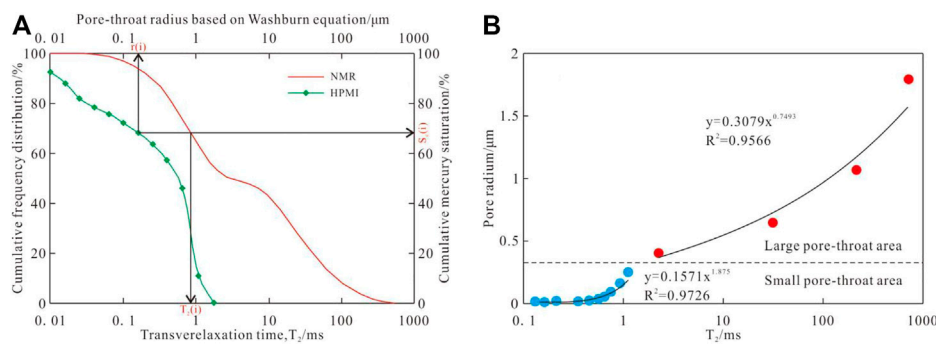 A
Pore-throat radius based on Washburn equation/μm
0. 01 0. 1 1 10 100 1000
r(i)
100 100
80 80
60 60
40 40
20 20
0 0
NMR
HPMI
Cumulative frequency distribution/%
Cumulative mercury saturation/%
T₂(i)
0. 01 0. 1 1 10 100 1000
Transverelaxation time, T₂/ms
B
2
1.5
1
0.5
0
Pore radium/μm
y=0.3079x^0.7493
R²=0.9566
Large pore-throat area
y=0.1571x^1.875
R²=0.9726
Small pore-throat area
0. 1 1 10 100 1000
T₂/ms